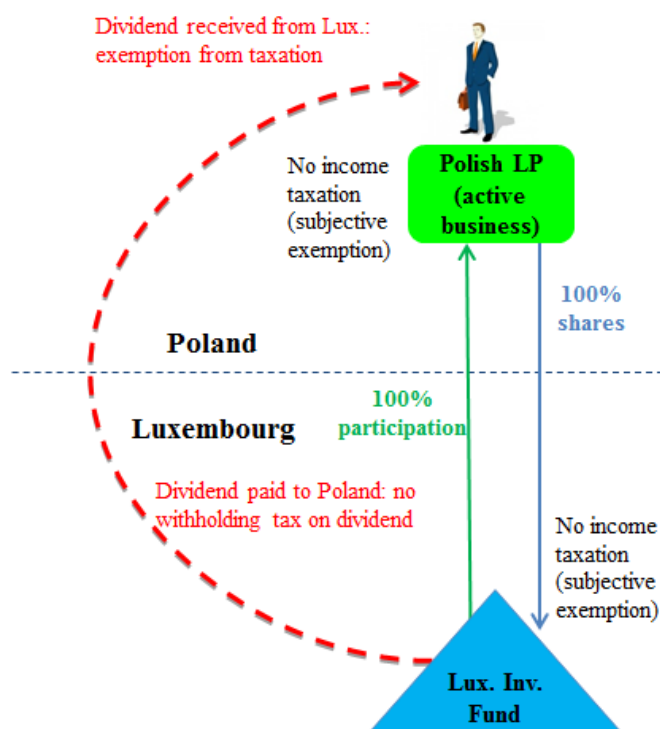 Dividend received from Lux.:
exemption from taxation
No income
taxation
(subjective
exemption)
Polish LP
(active
business)
100%
shares
Poland
Luxembourg
100%
participation
Dividend paid to Poland: no
withholding tax on dividend
No income
taxation
(subjective
exemption)
Lux. Inv.
Fund